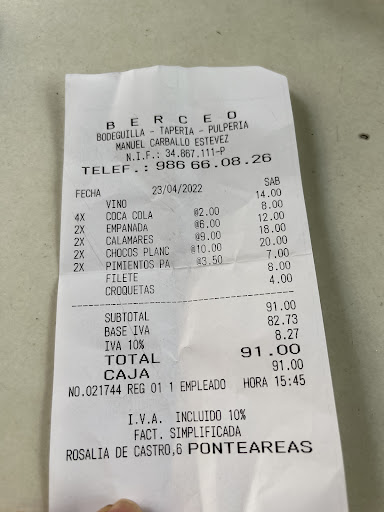 BERCEO
BODEGUILLA - TAPERIA - PULPERIA
MANUEL CARBALLO ESTEVEZ
N.I.F.: 34.867.111-P
TELEF.: 986 66.08.26
FECHA 23/04/2022 SAB
VINO 14.00
4X COCA COLA @2.00 8.00
2X EMPANADA @6.00 12.00
2X CALAMARES @9.00 18.00
2X CHOCOS PLANC @10.00 20.00
2X PIMIENTOS PA @3.50 7.00
FILETE 8.00
CROQUETAS 4.00
SUBTOTAL 91.00
BASE IVA 82.73
IVA 10% 8.27
TOTAL 91.00
CAJA 91.00
NO.021744 REG 01 1 EMPLEADO HORA 15:45
I.V.A. INCLUIDO 10%
FACT. SIMPLIFICADA
ROSALIA DE CASTRO,6 PONTEAREAS